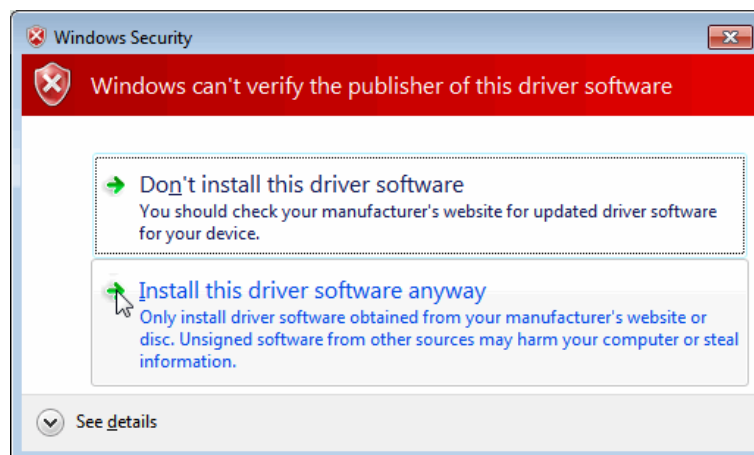 Windows Security
Windows can't verify the publisher of this driver software
Don't install this driver software
You should check your manufacturer's website for updated driver software
for your device.
Install this driver software anyway
Only install driver software obtained from your manufacturer's website or
disc. Unsigned software from other sources may harm your computer or steal
information.
See details